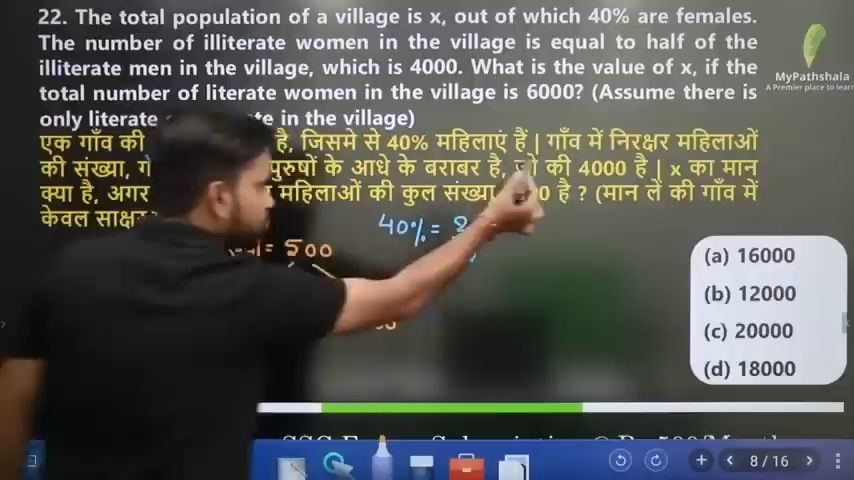 22. The total population of a village is x, out of which 40% are females.
The number of illiterate women in the village is equal to half of the
illiterate men in the village, which is 4000. What is the value of x, if the
total number of literate women in the village is 6000? (Assume there is
only literate te in the village)
एक गाँव की है, जिसमे से 40% महिलाएं हैं | गाँव में निरक्षर महिलाओं
की संख्या, पुरुषों के आधे के बराबर है, की 4000 है | x का मान
क्या है, अगर महिलाओं की कुल संख्या 0 है ? (मान लें की गाँव में
केवल
40% = 8
= 500
(a) 16000
(b) 12000
(c) 20000
(d) 18000
MyPathshala
A Premier place to learn
8 / 16